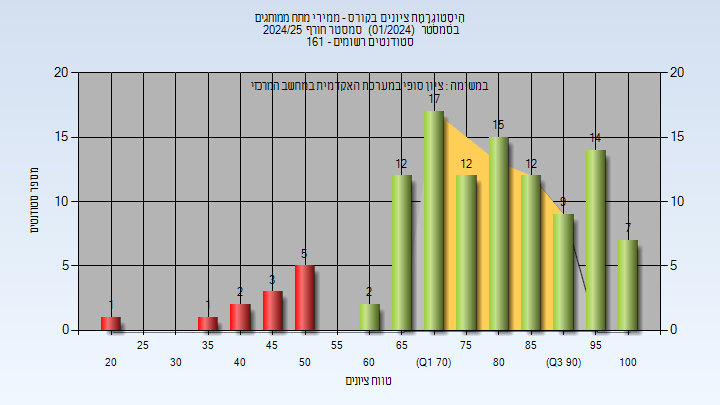 היסטוגרמת ציונים בקורס - ממירי מתח ממותגים
בסמסטר (01/2024) סמסטר חורף 2024/25
סטודנטים רשומים - 161
במשימה : ציון סופי במערכת האקדמית במחשב המרכזי
מספר סטודנטים
20 15 10 5 0
20 15 10 5 0
1 1 2 3 5 2 12 17 12 15 12 9 14 7
25 35 45 55 65 75 85 95
20 30 40 50 60 (Q1 70) 80 (Q3 90) 100
טווח ציונים